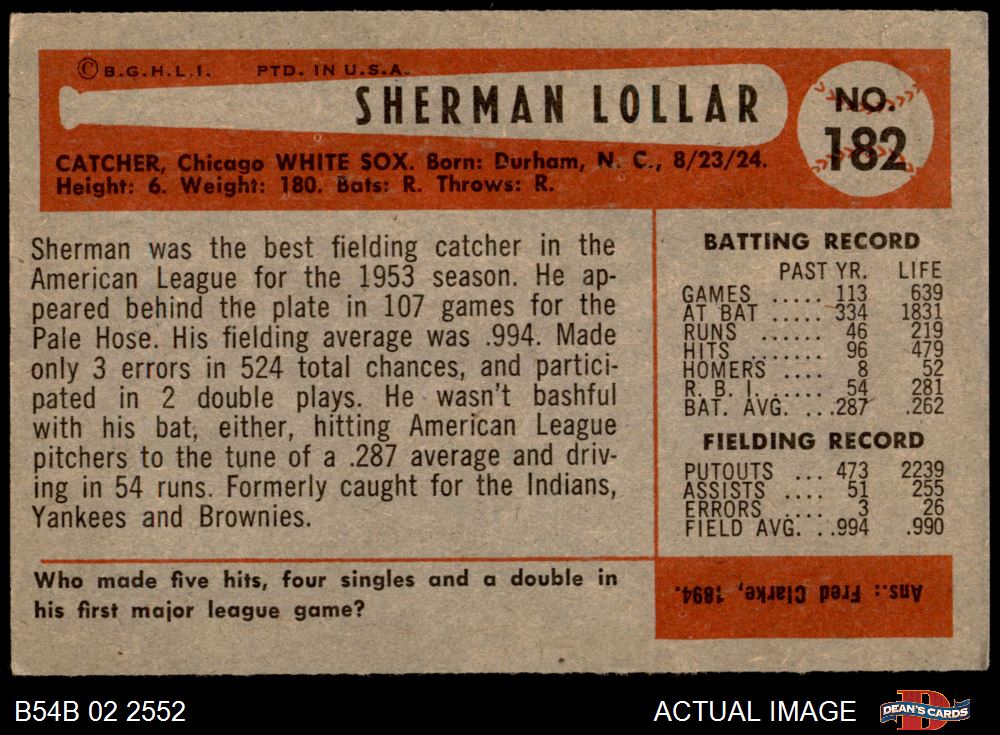 © B.G.H.L.I. PTD. IN U.S.A.
SHERMAN LOLLAR
NO.
182
CATCHER, Chicago WHITE SOX. Born: Durham, N. C., 8/23/24.
Height: 6. Weight: 180. Bats: R. Throws: R.
Sherman was the best fielding catcher in the
American League for the 1953 season. He ap-
peared behind the plate in 107 games for the
Pale Hose. His fielding average was .994. Made
only 3 errors in 524 total chances, and partici-
pated in 2 double plays. He wasn't bashful
with his bat, either, hitting American League
pitchers to the tune of a .287 average and driv-
ing in 54 runs. Formerly caught for the Indians,
Yankees and Brownies.
BATTING RECORD
PAST YR. LIFE
GAMES ..... 113 639
AT BAT ..... 334 1831
RUNS ...... 46 219
HITS ....... 96 479
HOMERS .... 8 52
R. B. I. ..... 54 281
BAT. AVG. ...287 .262
FIELDING RECORD
PUTOUTS ... 473 2239
ASSISTS .... 51 255
ERRORS .... 3 26
FIELD AVG. ..994 .990
Who made five hits, four singles and a double in
his first major league game?
Ans.: Fred Clarke, 1894.
B54B 02 2552
ACTUAL IMAGE
D
DEAN'S CARDS